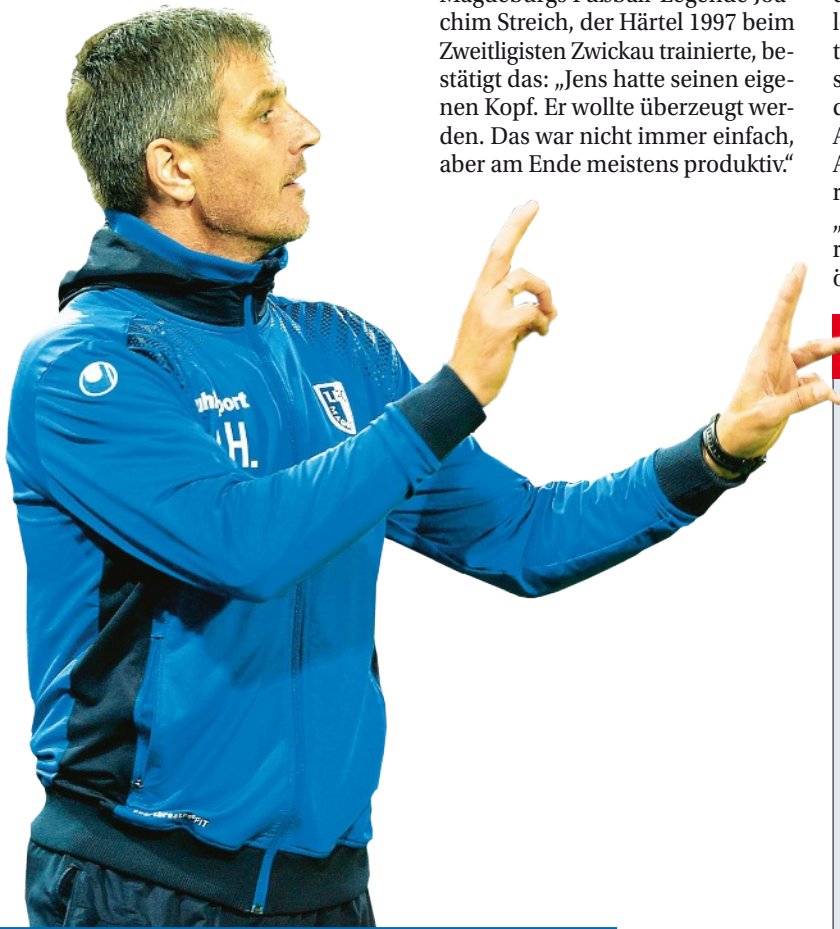 chim Streich, der Härtel 1997 beim
Zweitligisten Zwickau trainierte, be-
stätigt das: „Jens hatte seinen eige-
nen Kopf. Er wollte überzeugt wer-
den. Das war nicht immer einfach,
aber am Ende meistens produktiv.“
uhlsport
H.